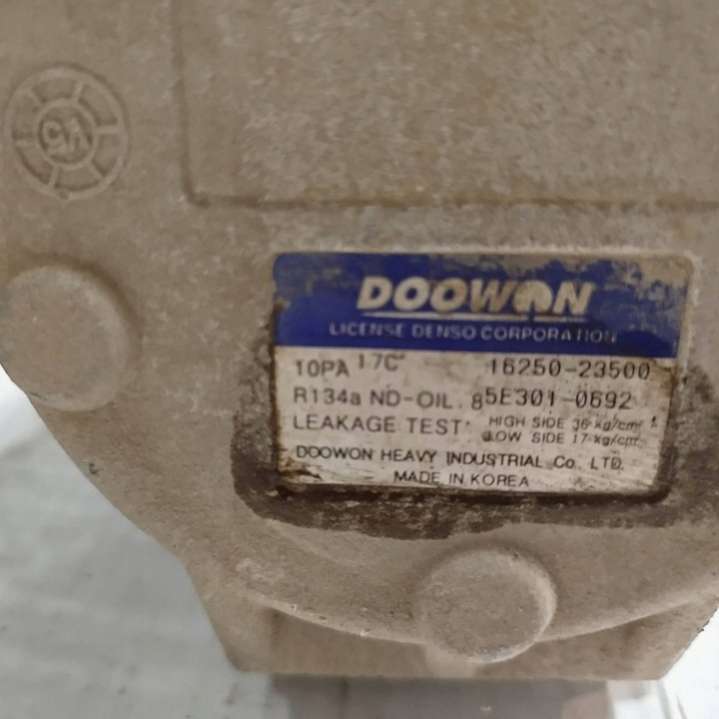 DOOWON
LICENSE DENSO CORPORATION
10PA 17C 16250-23500
R134a ND-OIL 8 5E301-0692
LEAKAGE TEST HIGH SIDE 36 kg/cm²
LOW SIDE 17 kg/cm²
DOOWON HEAVY INDUSTRIAL Co. LTD.
MADE IN KOREA